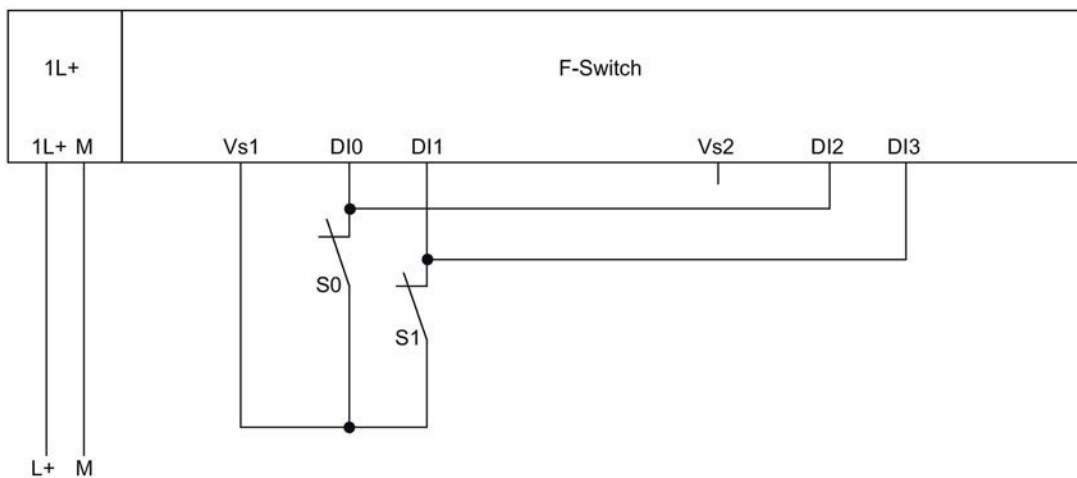 1L+ F-Switch
1L+ M Vs1 DI0 DI1 Vs2 DI2 DI3
S0
S1
L+ M